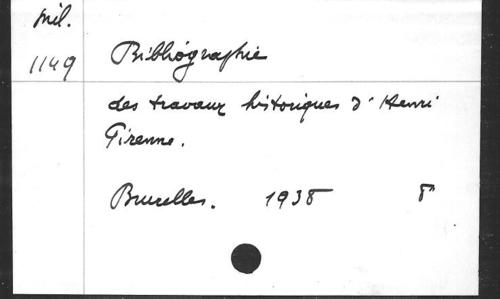 Mil.
1149 Bibliographie
des travaux historiques d'Henri
Pirenne.
Bruxelles. 1938 8°